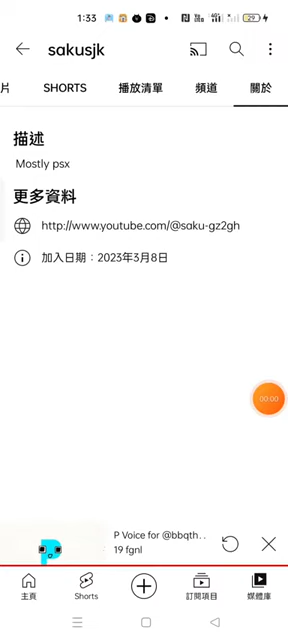 1:33
29
sakusjk
片 SHORTS 播放清單 頻道 關於
描述
Mostly psx
更多資料
http://www.youtube.com/@saku-gz2gh
加入日期：2023年3月8日
00:00
P Voice for @bbqth...
19 fgnl
主頁 Shorts 訂閱項目 媒體庫